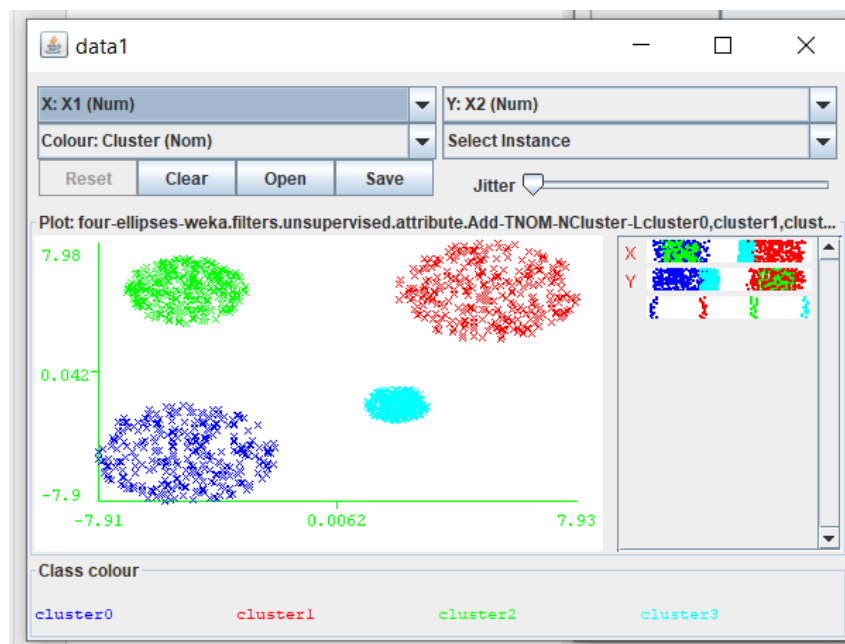 data1
X: X1 (Num) Y: X2 (Num)
Colour: Cluster (Nom) Select Instance
Reset Clear Open Save Jitter
Plot: four-ellipses-weka.filters.unsupervised.attribute.Add-TNOM-NCluster-Lcluster0,cluster1,clust...
7.98
0.042
-7.9
-7.91 0.0062 7.93
X
Y
Class colour
cluster0 cluster1 cluster2 cluster3